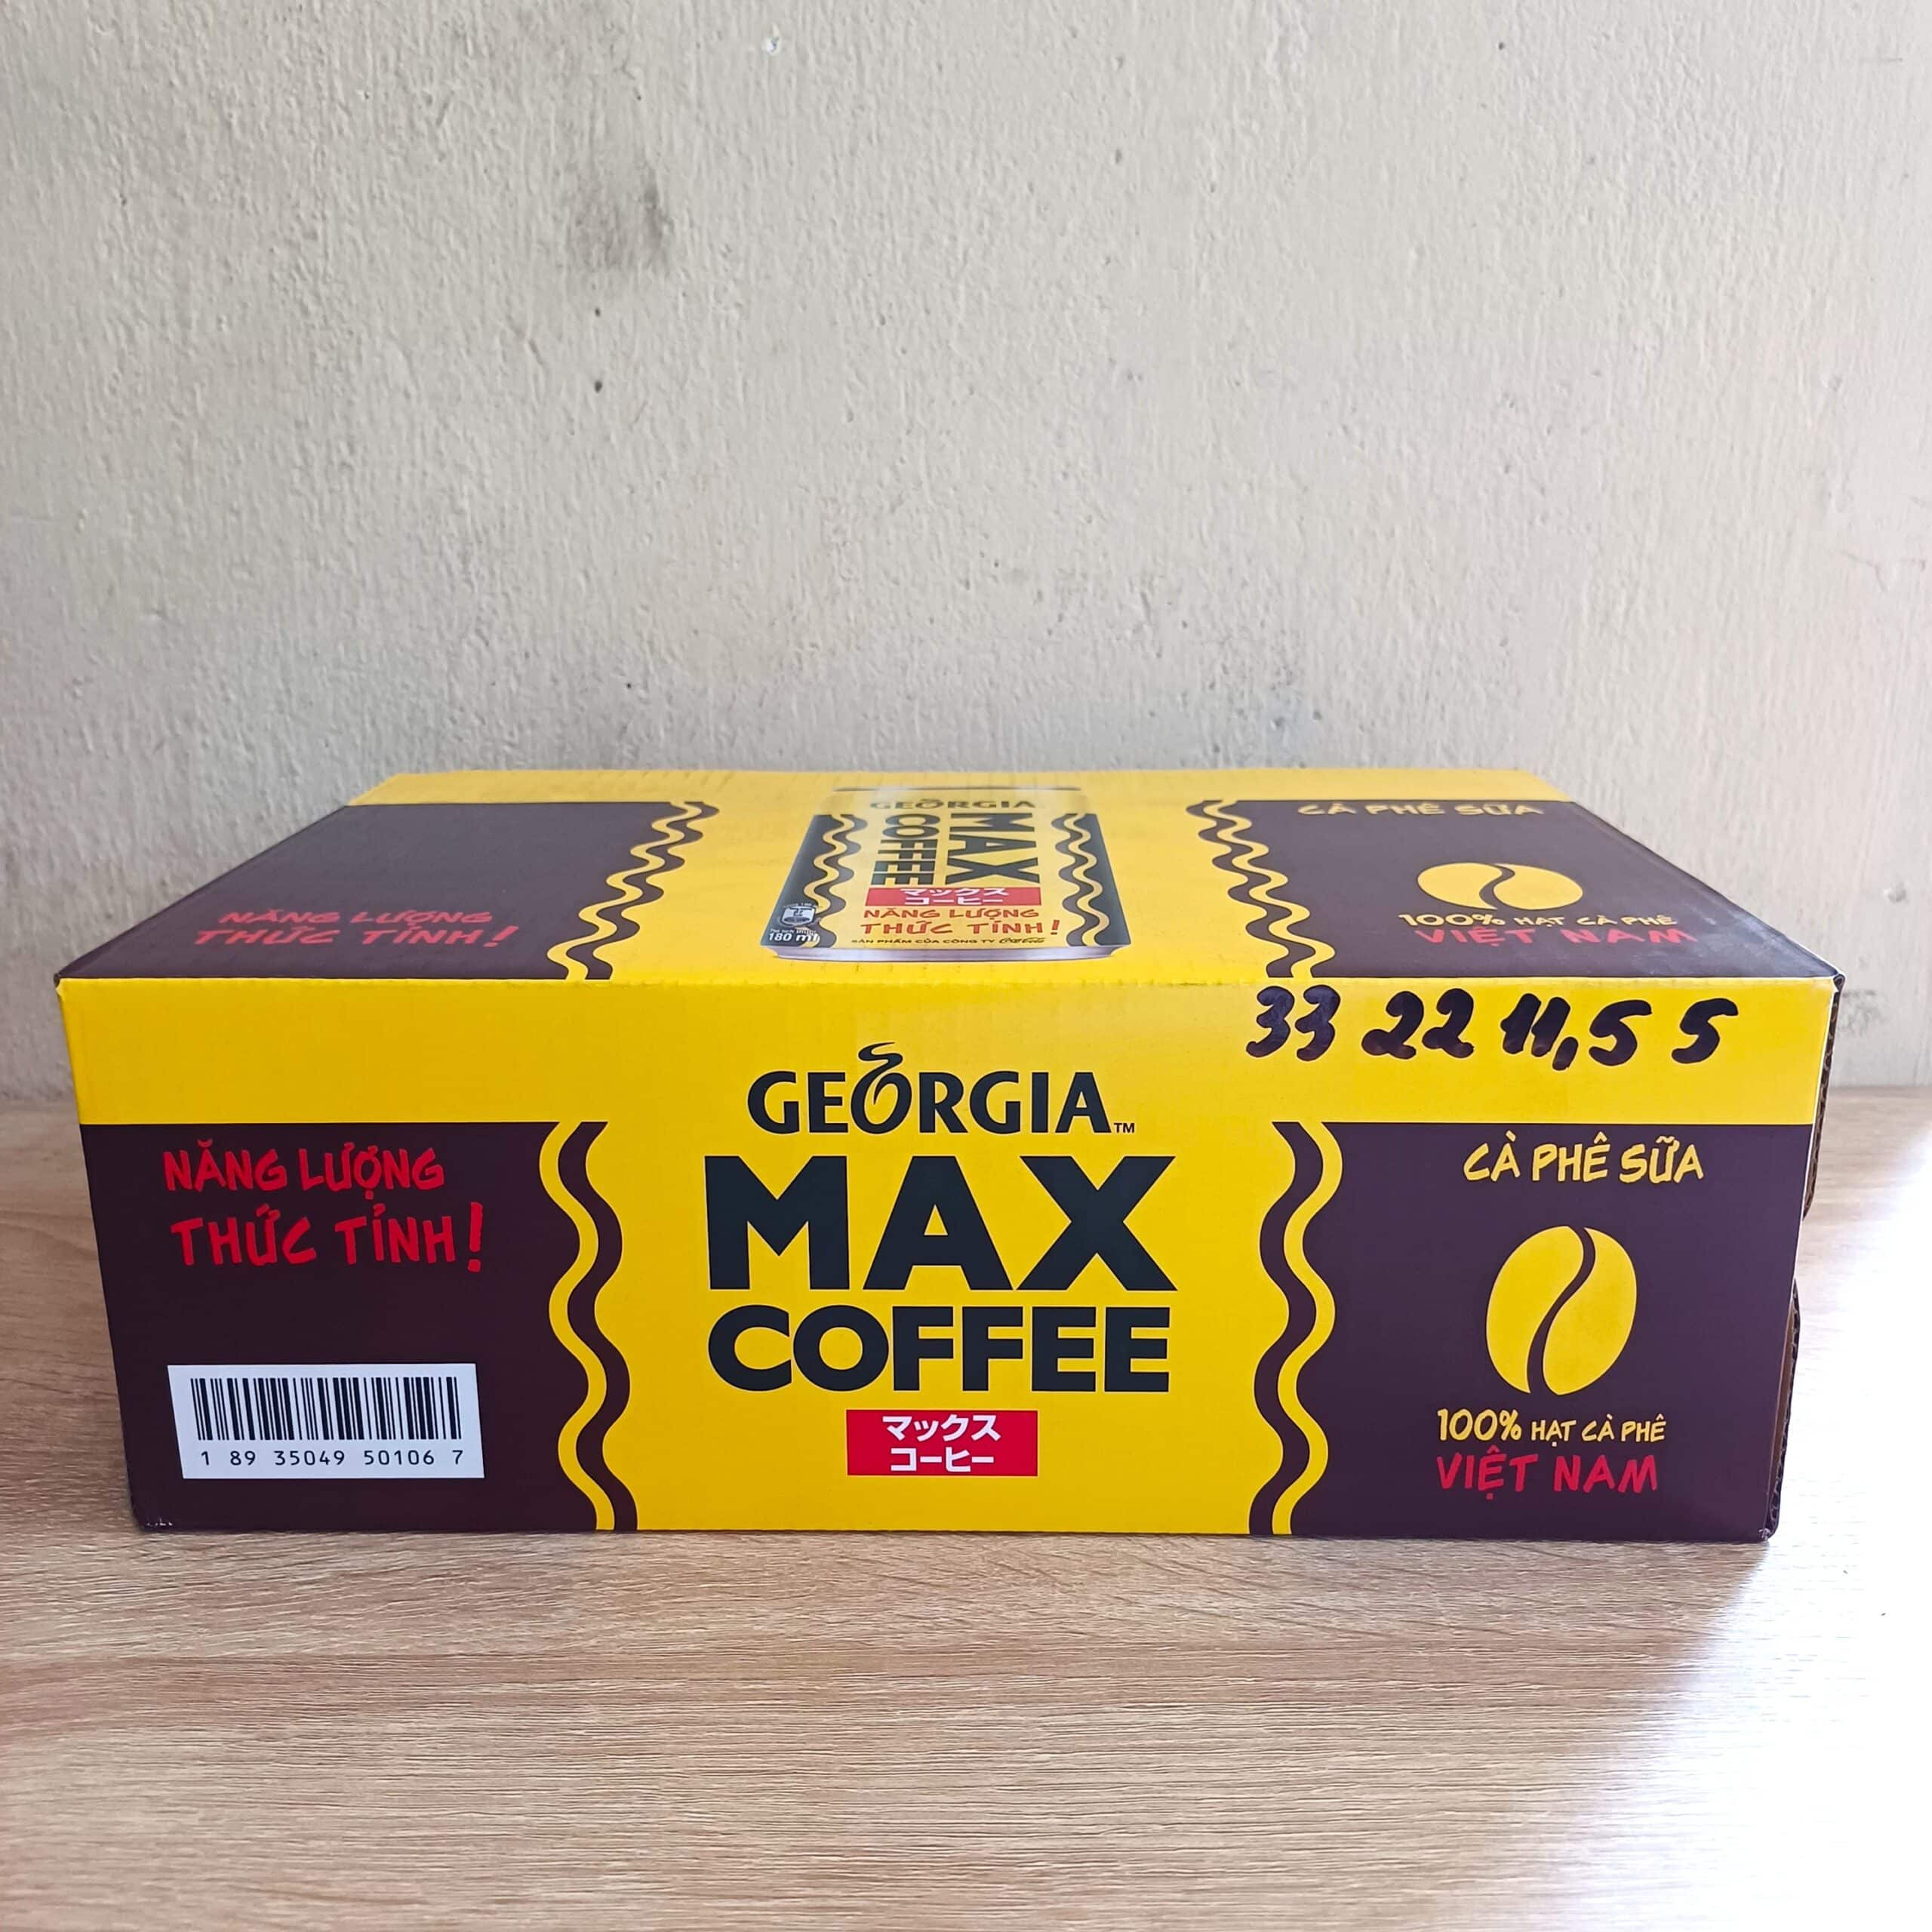 GEORGIA
MAX
COFFEE
マックス
コーヒー
NĂNG LƯỢNG
THỨC TỈNH!
180 ml
SẢN PHẨM CỦA CÔNG TY Coca-Cola
NĂNG LƯỢNG
THỨC TỈNH!
CÀ PHÊ SỮA
100% HẠT CÀ PHÊ
VIỆT NAM
33 22 11,5 5
GEORGIA™
MAX
COFFEE
マックス
コーヒー
NĂNG LƯỢNG
THỨC TỈNH!
1 89 35049 50106 7
CÀ PHÊ SỮA
100% HẠT CÀ PHÊ
VIỆT NAM